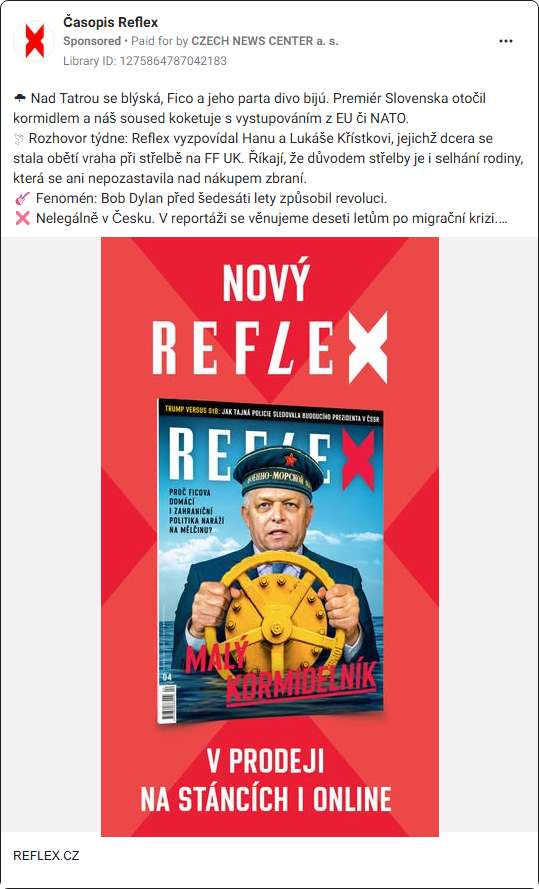 Časopis Reflex
Sponsored • Paid for by CZECH NEWS CENTER a. s.
Library ID: 1275864787042183
🌩 Nad Tatrou se blýská, Fico a jeho parta divo bijú. Premiér Slovenska otočil
kormidlem a náš soused koketuje s vystupováním z EU či NATO.
Rozhovor týdne: Reflex vyzpovídal Hanu a Lukáše Křístkovi, jejichž dcera se
stala obětí vraha při střelbě na FF UK. Říkají, že důvodem střelby je i selhání rodiny,
která se ani nepozastavila nad nákupem zbraní.
🎸 Fenomén: Bob Dylan před šedesáti lety způsobil revoluci.
❌ Nelegálně v Česku. V reportáži se věnujeme deseti letům po migrační krizi....
NOVÝ
REFLEX
TRUMP VERSUS StB: JAK TAJNÁ POLICIE SLEDOVALA BUDOUCÍHO PREZIDENTA V ČSSR
REFLEX
PROČ FICOVA
DOMÁCÍ
I ZAHRANIČNÍ
POLITIKA NARÁŽÍ
NA MĚLČINU?
ВОЕННО-МОРСКОЙ
MALÝ
KORMIDELNÍK
04
V PRODEJI
NA STÁNCÍCH I ONLINE
REFLEX.CZ